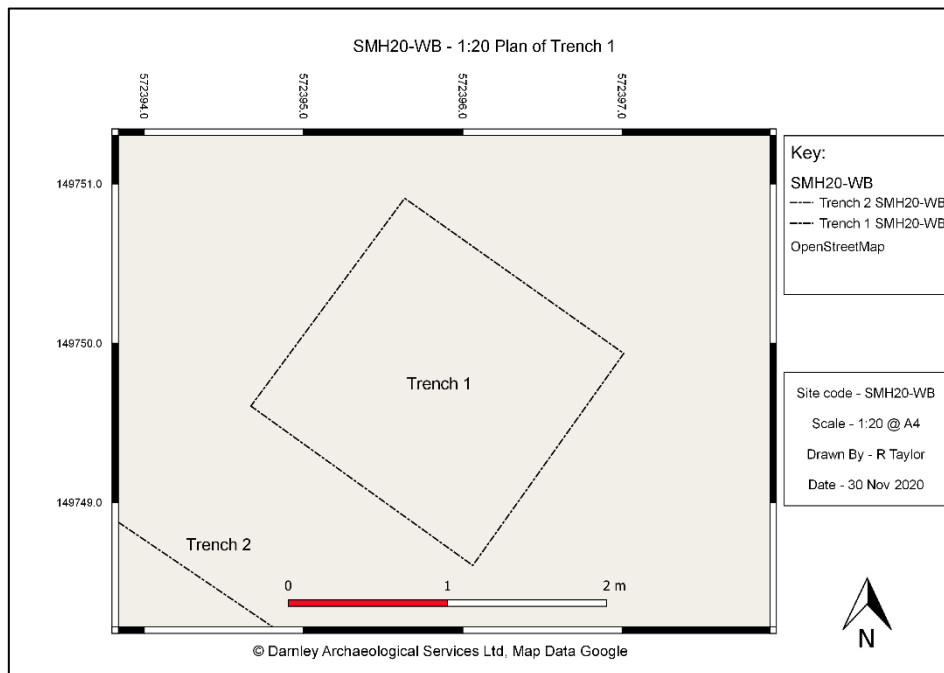 SMH20-WB - 1:20 Plan of Trench 1
572394.0
572395.0
572396.0
572397.0
149751.0
149750.0
149749.0
Trench 1
Trench 2
0 1 2 m
© Darnley Archaeological Services Ltd, Map Data Google
Key:
SMH20-WB
Trench 2 SMH20-WB
Trench 1 SMH20-WB
OpenStreetMap
Site code - SMH20-WB
Scale - 1:20 @ A4
Drawn By - R Taylor
Date - 30 Nov 2020
N